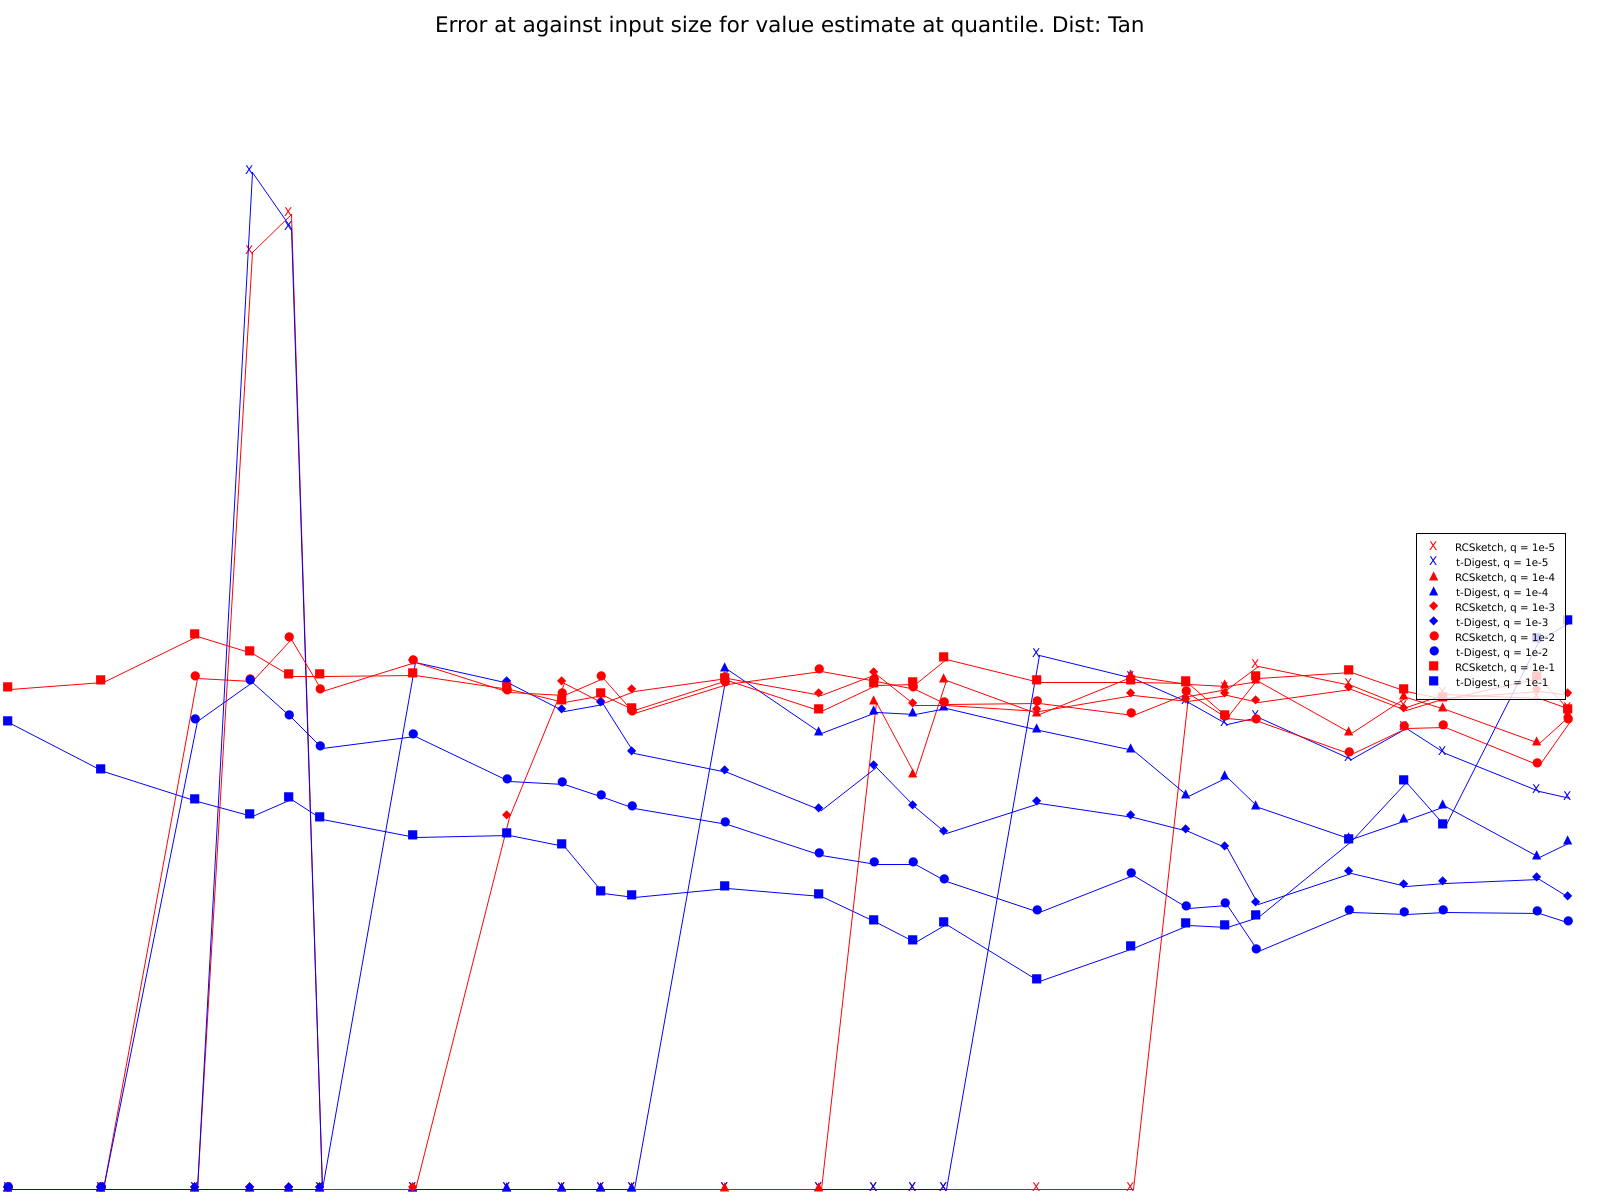 Error at against input size for value estimate at quantile. Dist: Tan
RCSketch, q = 1e-5
t-Digest, q = 1e-5
RCSketch, q = 1e-4
t-Digest, q = 1e-4
RCSketch, q = 1e-3
t-Digest, q = 1e-3
RCSketch, q = 1e-2
t-Digest, q = 1e-2
RCSketch, q = 1e-1
t-Digest, q = 1e-1